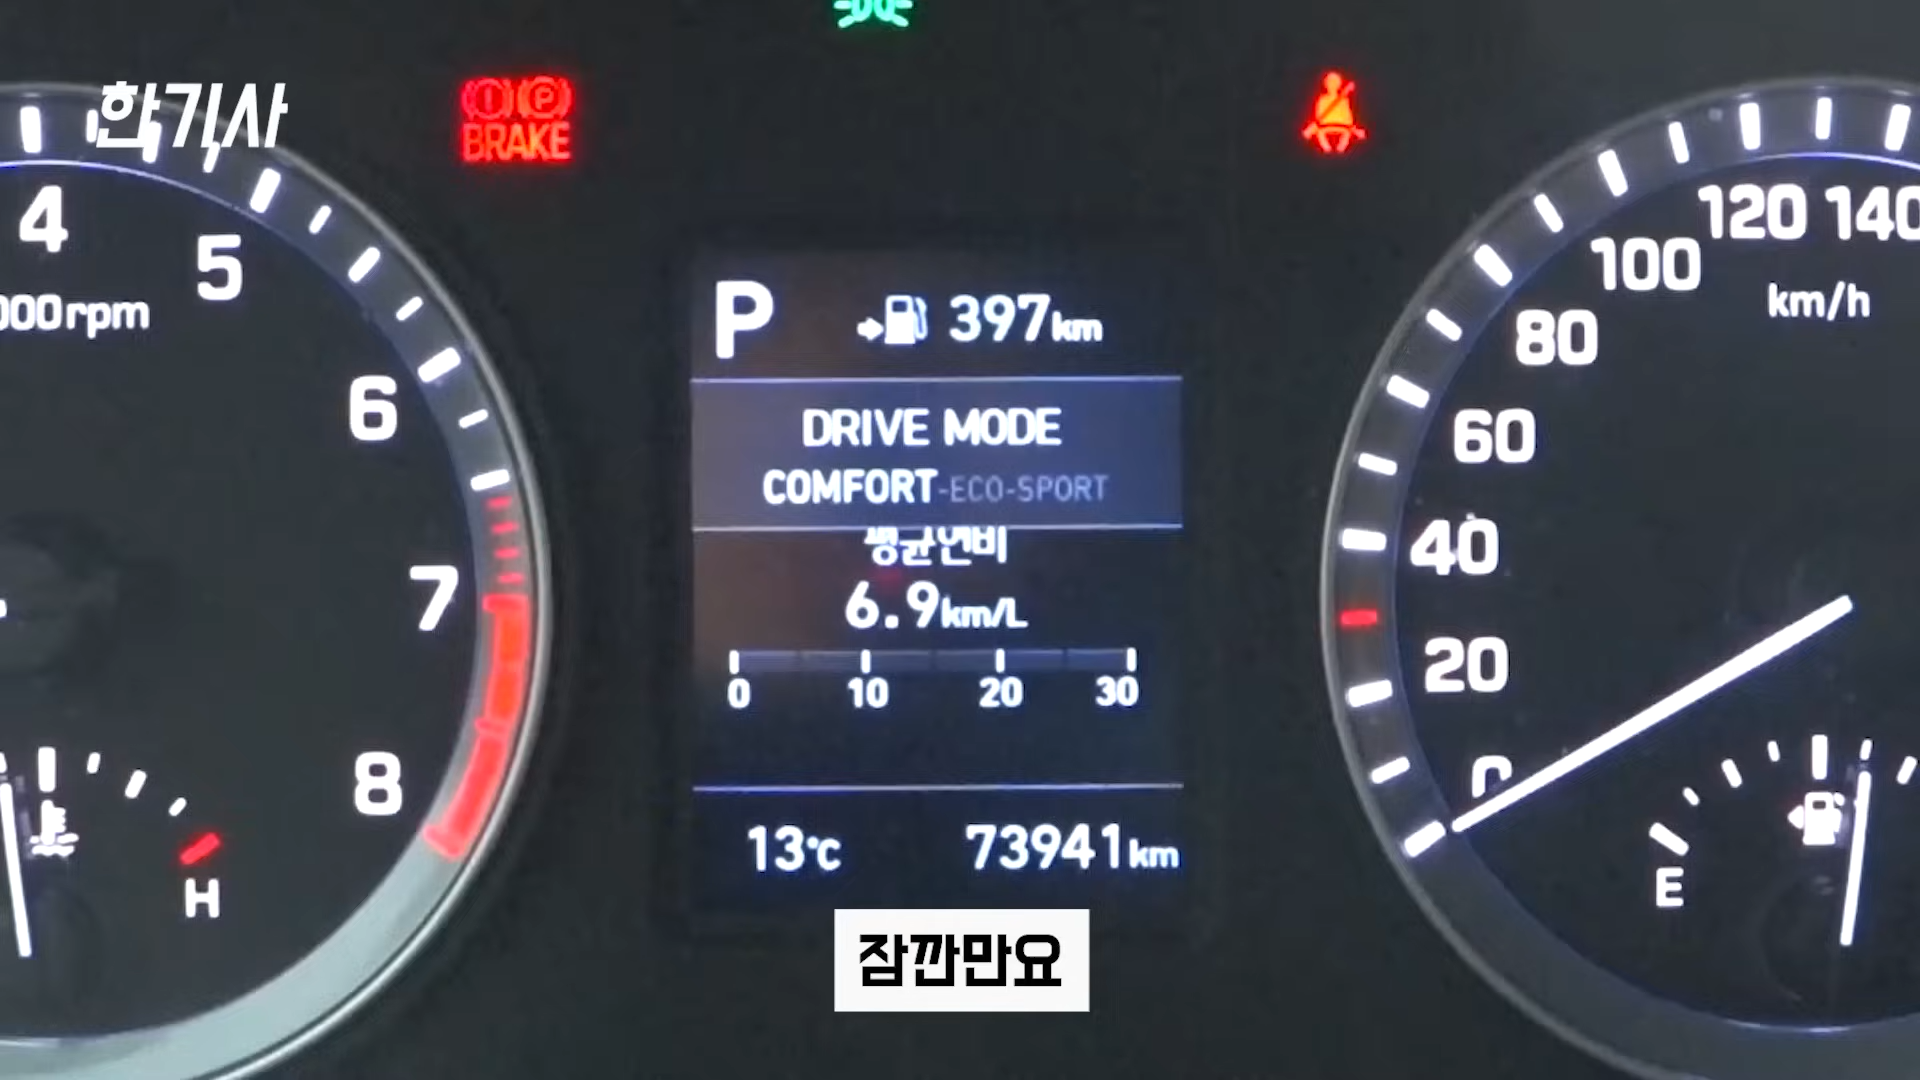 한기사
BRAKE
4
5
6
7
8
000rpm
H
P
397km
DRIVE MODE
COMFORT-ECO-SPORT
평균연비
6.9km/L
0 10 20 30
13℃ 73941km
120 140
100
80
60
40
20
0
km/h
E
잠깐만요